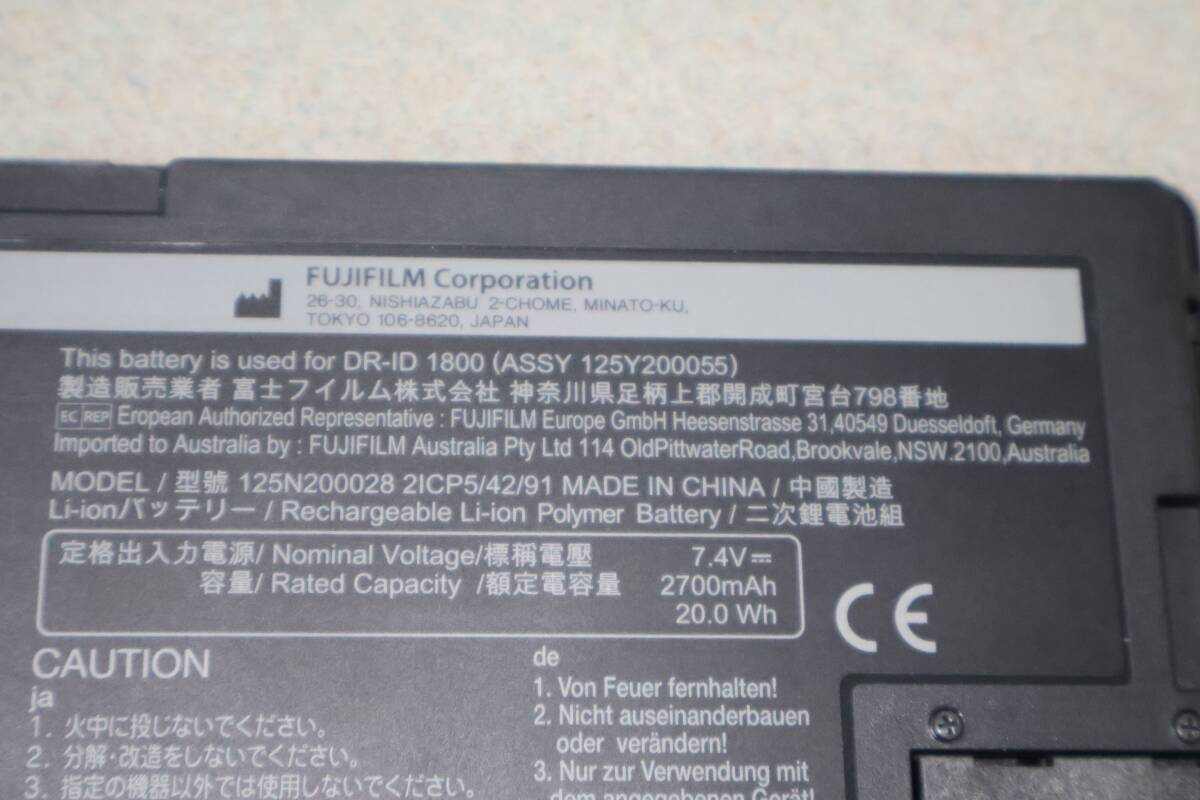 FUJIFILM Corporation
26-30, NISHIAZABU 2-CHOME, MINATO-KU,
TOKYO 106-8620, JAPAN
This battery is used for DR-ID 1800 (ASSY 125Y200055)
製造販売業者 富士フイルム株式会社 神奈川県足柄上郡開成町宮台798番地
EC REP Eropean Authorized Representative : FUJIFILM Europe GmbH Heesenstrasse 31,40549 Duesseldoft, Germany
Imported to Australia by : FUJIFILM Australia Pty Ltd 114 OldPittwaterRoad,Brookvale,NSW.2100,Australia
MODEL / 型號 125N200028 2ICP5/42/91 MADE IN CHINA / 中國製造
Li-ionバッテリー / Rechargeable Li-ion Polymer Battery / 二次鋰電池組
定格出入力電源/ Nominal Voltage/標稱電壓 7.4V⎓
容量/ Rated Capacity /額定電容量 2700mAh
20.0 Wh
CE
CAUTION
ja
1. 火中に投じないでください。
2. 分解・改造をしないでください。
3. 指定の機器以外では使用しないでください。
de
1. Von Feuer fernhalten!
2. Nicht auseinanderbauen
oder verändern!
3. Nur zur Verwendung mit
dem angegebenen Gerät!